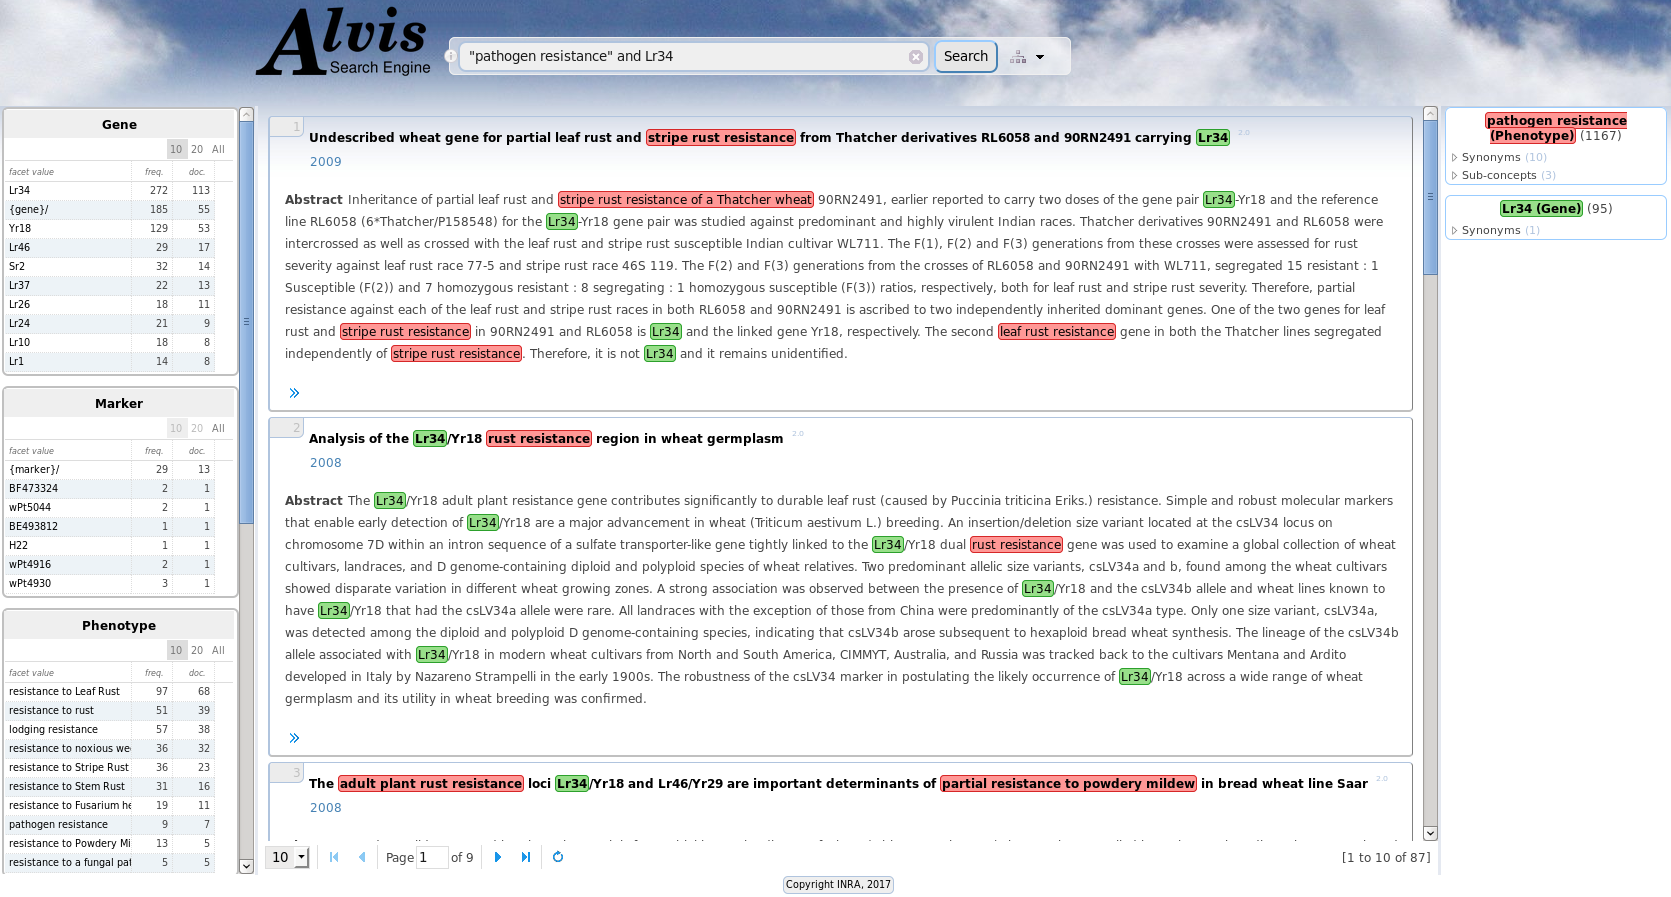 Alvis
Search Engine
"pathogen resistance" and Lr34
Search
Gene
10 20 All
facet value freq. doc.
Lr34 272 113
{gene}/ 185 55
Yr18 129 53
Lr46 29 17
Sr2 32 14
Lr37 22 13
Lr26 18 11
Lr24 21 9
Lr10 18 8
Lr1 14 8
Marker
10 20 All
facet value freq. doc.
{marker}/ 29 13
BF473324 2 1
wPt5044 2 1
BE493812 1 1
H22 1 1
wPt4916 2 1
wPt4930 3 1
Phenotype
10 20 All
facet value freq. doc.
resistance to Leaf Rust 97 68
resistance to rust 51 39
lodging resistance 57 38
resistance to noxious we 36 32
resistance to Stripe Rust 36 23
resistance to Stem Rust 31 16
resistance to Fusarium he 19 11
pathogen resistance 9 7
resistance to Powdery Mi 13 5
resistance to a fungal pat 5 5
1
Undescribed wheat gene for partial leaf rust and stripe rust resistance from Thatcher derivatives RL6058 and 90RN2491 carrying Lr34 2.0
2009
Abstract Inheritance of partial leaf rust and stripe rust resistance of a Thatcher wheat 90RN2491, earlier reported to carry two doses of the gene pair Lr34-Yr18 and the reference
line RL6058 (6*Thatcher/P158548) for the Lr34-Yr18 gene pair was studied against predominant and highly virulent Indian races. Thatcher derivatives 90RN2491 and RL6058 were
intercrossed as well as crossed with the leaf rust and stripe rust susceptible Indian cultivar WL711. The F(1), F(2) and F(3) generations from these crosses were assessed for rust
severity against leaf rust race 77-5 and stripe rust race 46S 119. The F(2) and F(3) generations from the crosses of RL6058 and 90RN2491 with WL711, segregated 15 resistant : 1
Susceptible (F(2)) and 7 homozygous resistant : 8 segregating : 1 homozygous susceptible (F(3)) ratios, respectively, both for leaf rust and stripe rust severity. Therefore, partial
resistance against each of the leaf rust and stripe rust races in both RL6058 and 90RN2491 is ascribed to two independently inherited dominant genes. One of the two genes for leaf
rust and stripe rust resistance in 90RN2491 and RL6058 is Lr34 and the linked gene Yr18, respectively. The second leaf rust resistance gene in both the Thatcher lines segregated
independently of stripe rust resistance. Therefore, it is not Lr34 and it remains unidentified.
2
Analysis of the Lr34/Yr18 rust resistance region in wheat germplasm 2.0
2008
Abstract The Lr34/Yr18 adult plant resistance gene contributes significantly to durable leaf rust (caused by Puccinia triticina Eriks.) resistance. Simple and robust molecular markers
that enable early detection of Lr34/Yr18 are a major advancement in wheat (Triticum aestivum L.) breeding. An insertion/deletion size variant located at the csLV34 locus on
chromosome 7D within an intron sequence of a sulfate transporter-like gene tightly linked to the Lr34/Yr18 dual rust resistance gene was used to examine a global collection of wheat
cultivars, landraces, and D genome-containing diploid and polyploid species of wheat relatives. Two predominant allelic size variants, csLV34a and b, found among the wheat cultivars
showed disparate variation in different wheat growing zones. A strong association was observed between the presence of Lr34/Yr18 and the csLV34b allele and wheat lines known to
have Lr34/Yr18 that had the csLV34a allele were rare. All landraces with the exception of those from China were predominantly of the csLV34a type. Only one size variant, csLV34a,
was detected among the diploid and polyploid D genome-containing species, indicating that csLV34b arose subsequent to hexaploid bread wheat synthesis. The lineage of the csLV34b
allele associated with Lr34/Yr18 in modern wheat cultivars from North and South America, CIMMYT, Australia, and Russia was tracked back to the cultivars Mentana and Ardito
developed in Italy by Nazareno Strampelli in the early 1900s. The robustness of the csLV34 marker in postulating the likely occurrence of Lr34/Yr18 across a wide range of wheat
germplasm and its utility in wheat breeding was confirmed.
3
The adult plant rust resistance loci Lr34/Yr18 and Lr46/Yr29 are important determinants of partial resistance to powdery mildew in bread wheat line Saar 2.0
2008
10 Page 1 of 9 [1 to 10 of 87]
pathogen resistance
(Phenotype) (1167)
Synonyms (10)
Sub-concepts (3)
Lr34 (Gene) (95)
Synonyms (1)
Copyright INRA, 2017